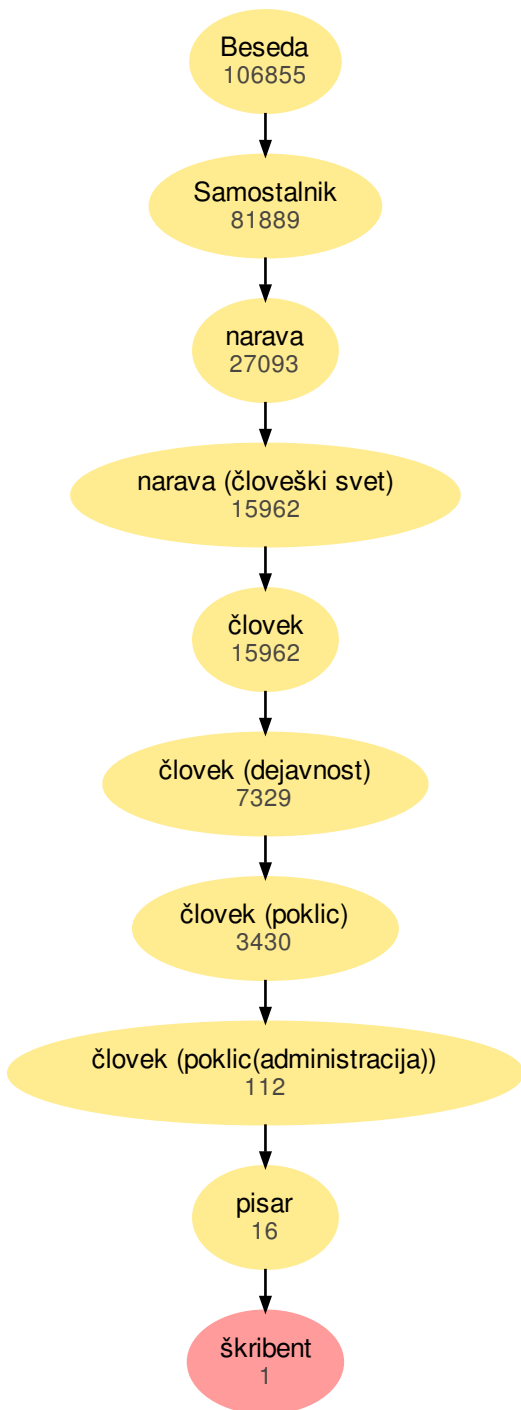 Beseda
106855
Samostalnik
81889
narava
27093
narava (človeški svet)
15962
človek
15962
človek (dejavnost)
7329
človek (poklic)
3430
človek (poklic(administracija))
112
pisar
16
škribent
1